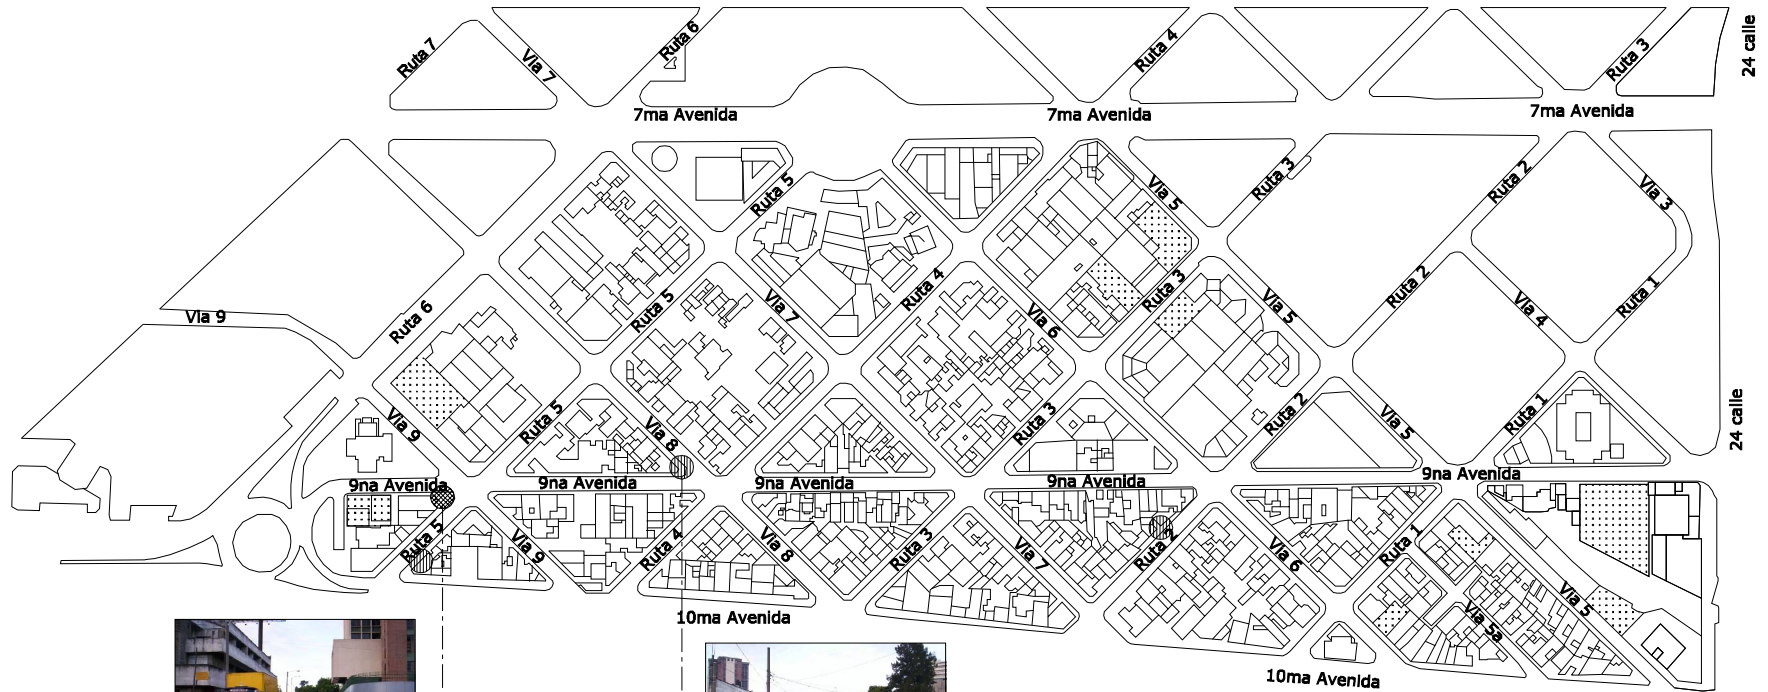 Ruta 7
Via 7
Ruta 6
Ruta 4
Ruta 3
24 calle
7ma Avenida
7ma Avenida
7ma Avenida
Ruta 5
Via 5
Ruta 3
Ruta 2
Via 3
Via 9
Ruta 6
Ruta 5
Via 7
Ruta 4
Via 6
Ruta 3
Via 5
Ruta 2
Via 4
Ruta 1
Via 9
Ruta 5
Via 8
Ruta 3
Ruta 2
Via 5
Ruta 1
24 calle
9na Avenida
9na Avenida
9na Avenida
9na Avenida
9na Avenida
Ruta 5
Via 9
Ruta 4
Via 8
Ruta 3
Via 7
Ruta 2
Via 6
Ruta 1
Via 5
Via 5a
10ma Avenida
10ma Avenida